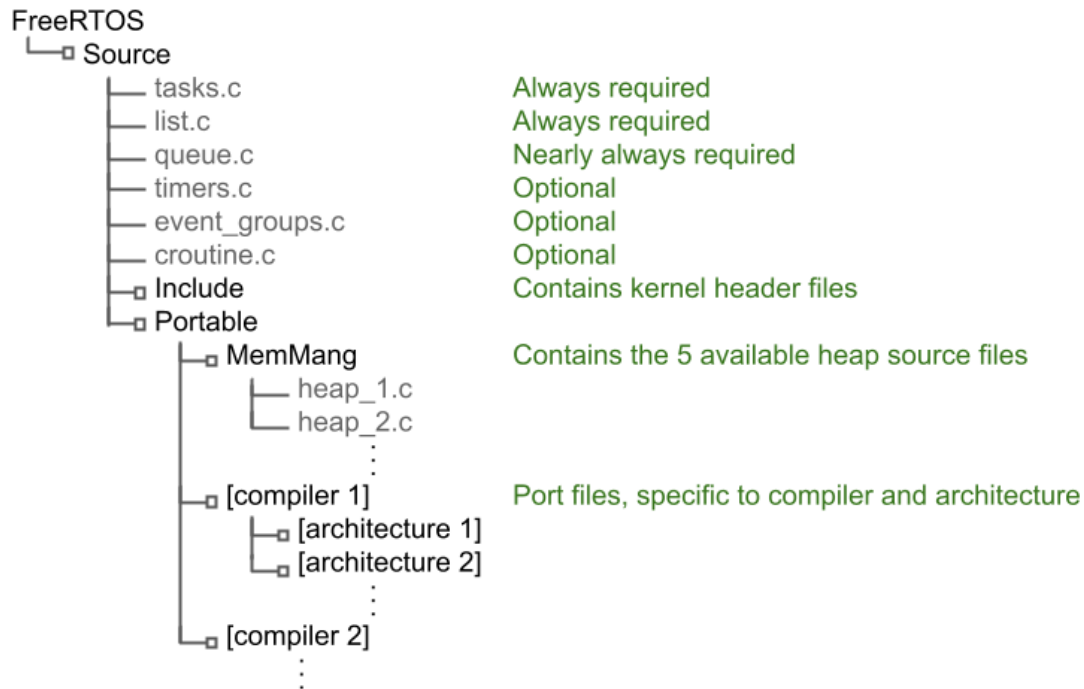 FreeRTOS
Source
tasks.c Always required
list.c Always required
queue.c Nearly always required
timers.c Optional
event_groups.c Optional
croutine.c Optional
Include Contains kernel header files
Portable
MemMang Contains the 5 available heap source files
heap_1.c
heap_2.c
[compiler 1] Port files, specific to compiler and architecture
[architecture 1]
[architecture 2]
[compiler 2]